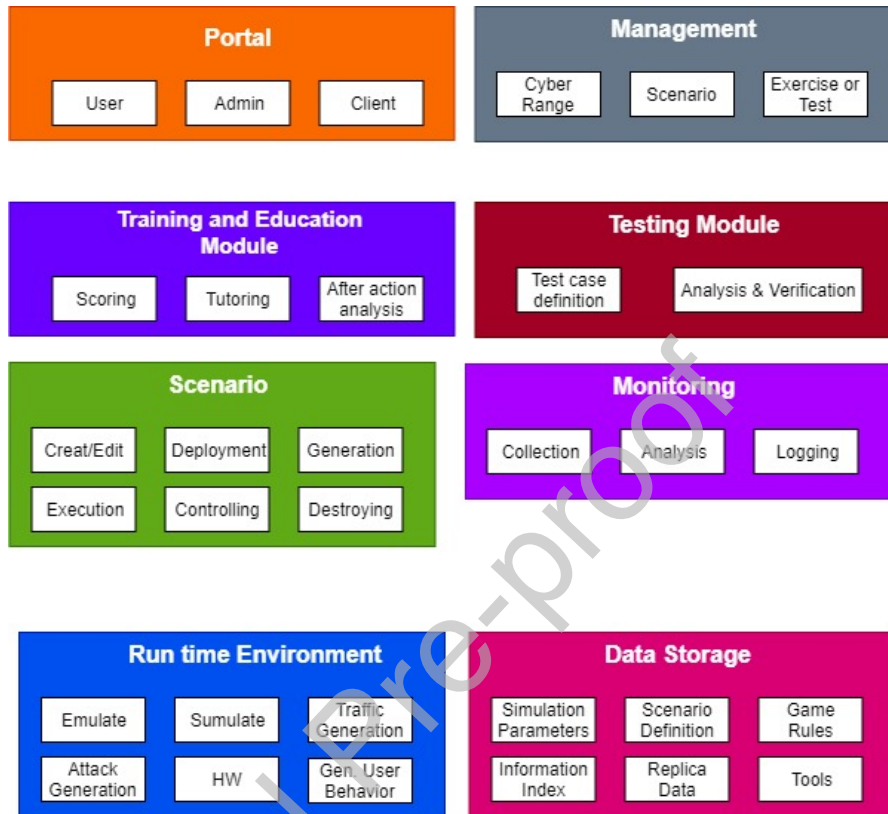 Portal
User
Admin
Client
Management
Cyber
Range
Scenario
Exercise or
Test
Training and Education
Module
Scoring
Tutoring
After action
analysis
Testing Module
Test case
definition
Analysis & Verification
Scenario
Creat/Edit
Deployment
Generation
Execution
Controlling
Destroying
Monitoring
Collection
Analysis
Logging
Run time Environment
Emulate
Sumulate
Traffic
Generation
Attack
Generation
HW
Gen. User
Behavior
Data Storage
Simulation
Parameters
Scenario
Definition
Game
Rules
Information
Index
Replica
Data
Tools
Pre-proof